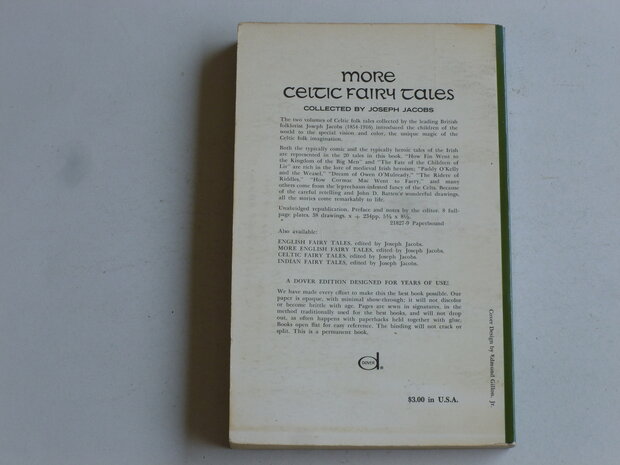 more
celtic fairy tales
COLLECTED BY JOSEPH JACOBS
The two volumes of Celtic folk tales collected by the leading British
folklorist Joseph Jacobs (1854-1916) introduced the children of the
world to the special vision and color, the unique magic of the
Celtic folk imagination.
Both the typically comic and the typically heroic tales of the Irish
are represented in the 20 tales in this book. "How Fin Went to
the Kingdom of the Big Men" and "The Fate of the Children of
Lir" are rich in the lore of medieval Irish heroism; "Paddy O'Kelly
and the Weasel," "Dream of Owen O'Mulready," "The Ridere of
Riddles," "How Cormac Mac Went to Faery," and many
others come from the leprechaun-infested fancy of the Celts. Because
of the careful retelling and John D. Batten's wonderful drawings,
all the stories come remarkably to life.
Unabridged republication. Preface and notes by the editor. 8 full-
page plates. 58 drawings. x + 234pp. 5⅜ x 8½.
21827-9 Paperbound
Also available:
ENGLISH FAIRY TALES, edited by Joseph Jacobs.
MORE ENGLISH FAIRY TALES, edited by Joseph Jacobs.
CELTIC FAIRY TALES, edited by Joseph Jacobs.
INDIAN FAIRY TALES, edited by Joseph Jacobs.
A DOVER EDITION DESIGNED FOR YEARS OF USE!
We have made every effort to make this the best book possible. Our
paper is opaque, with minimal show-through; it will not discolor
or become brittle with age. Pages are sewn in signatures, in the
method traditionally used for the best books, and will not drop
out, as often happens with paperbacks held together with glue.
Books open flat for easy reference. The binding will not crack or
split. This is a permanent book.
DOVER
®
$3.00 in U.S.A.
Cover Design by Edmund Gillon, Jr.